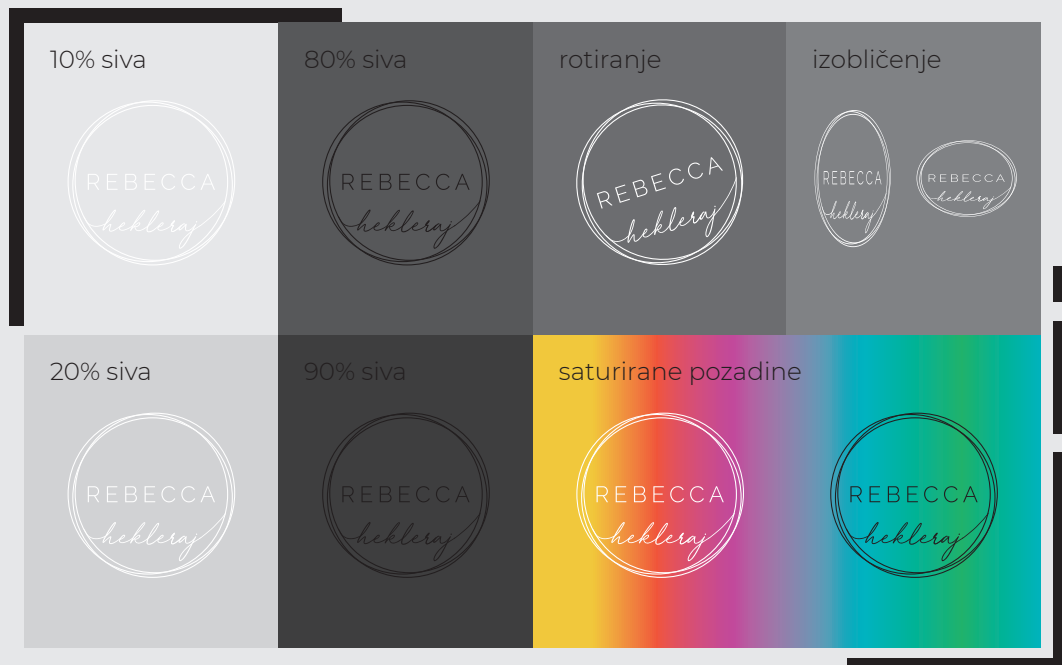 10% siva
REBECCA
hekleraj
80% siva
REBECCA
hekleraj
rotiranje
REBECCA
hekleraj
izobličenje
REBECCA
hekleraj
REBECCA
hekleraj
20% siva
REBECCA
hekleraj
90% siva
REBECCA
hekleraj
saturirane pozadine
REBECCA
hekleraj
REBECCA
hekleraj